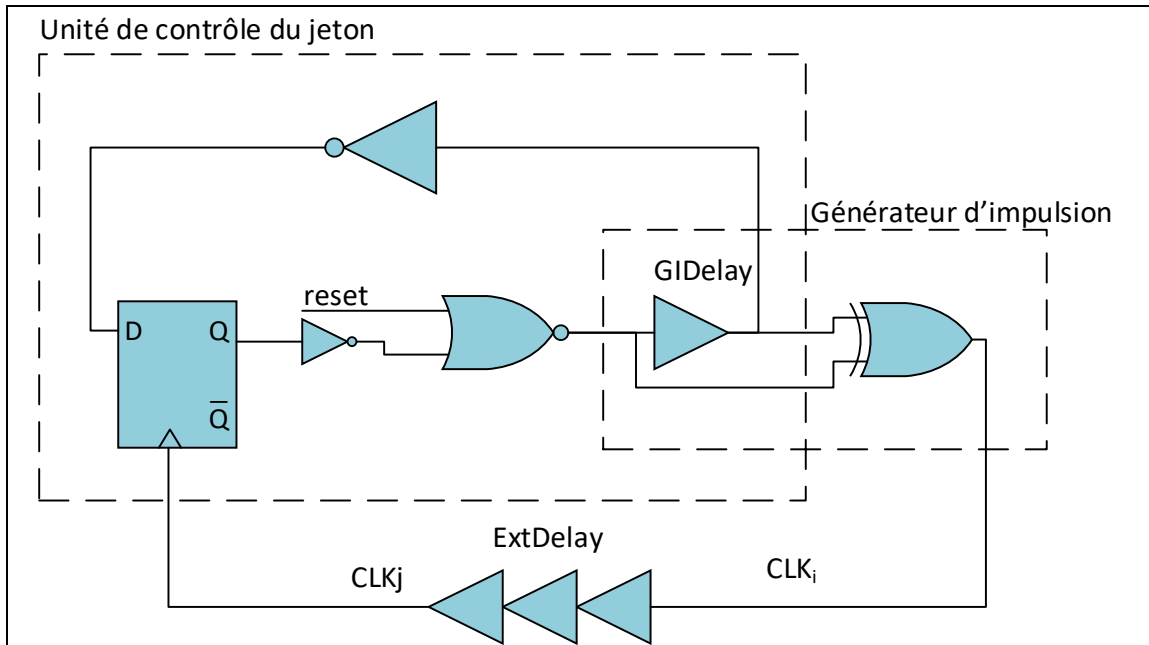 Unité de contrôle du jeton
Générateur d'impulsion
GIDelay
reset
D Q
Q̅
ExtDelay
CLKj
CLKᵢ